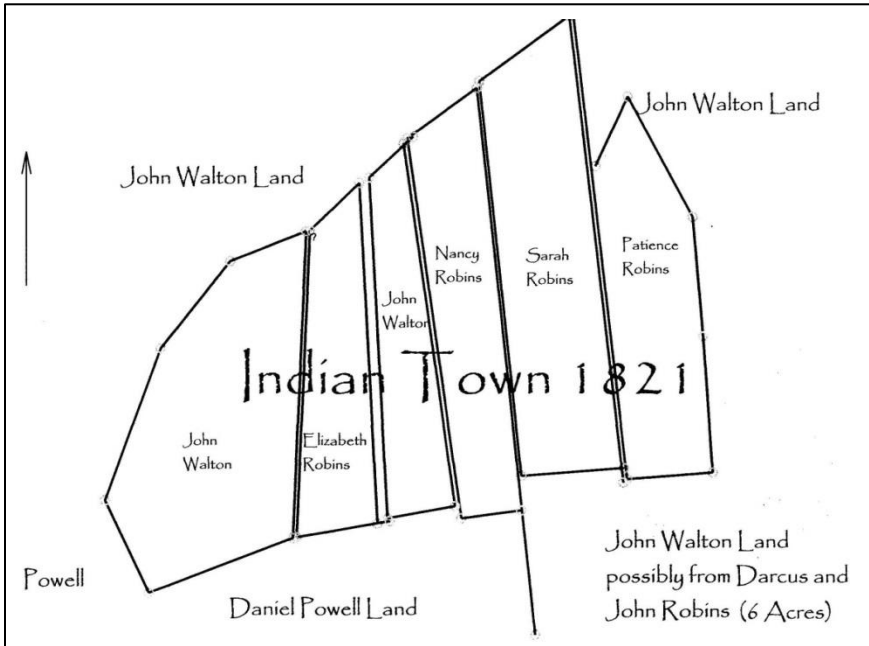 John Walton Land
John Walton Land
Nancy
Robins
Sarah
Robins
Patience
Robins
John
Walton
Indian Town 1821
John
Walton
Elizabeth
Robins
Powell
Daniel Powell Land
John Walton Land
possibly from Darcus and
John Robins (6 Acres)